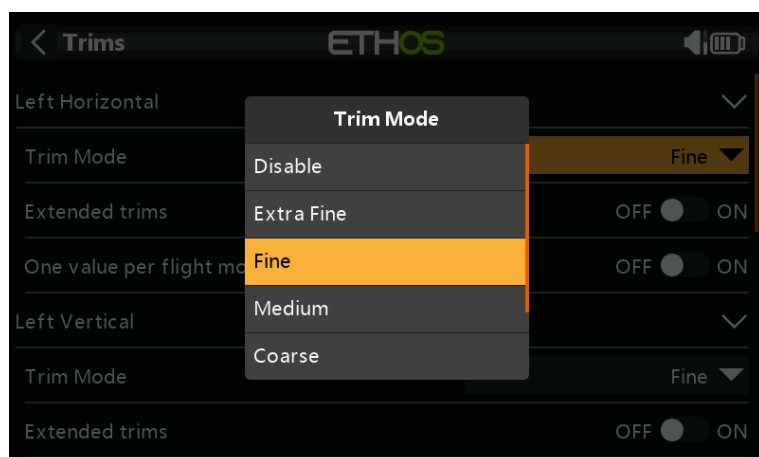 Trims
ETHOS
Left Horizontal
Trim Mode
Fine
Extended trims
OFF ON
One value per flight mo
OFF ON
Left Vertical
Trim Mode
Fine
Extended trims
OFF ON
Trim Mode
Disable
Extra Fine
Fine
Medium
Coarse